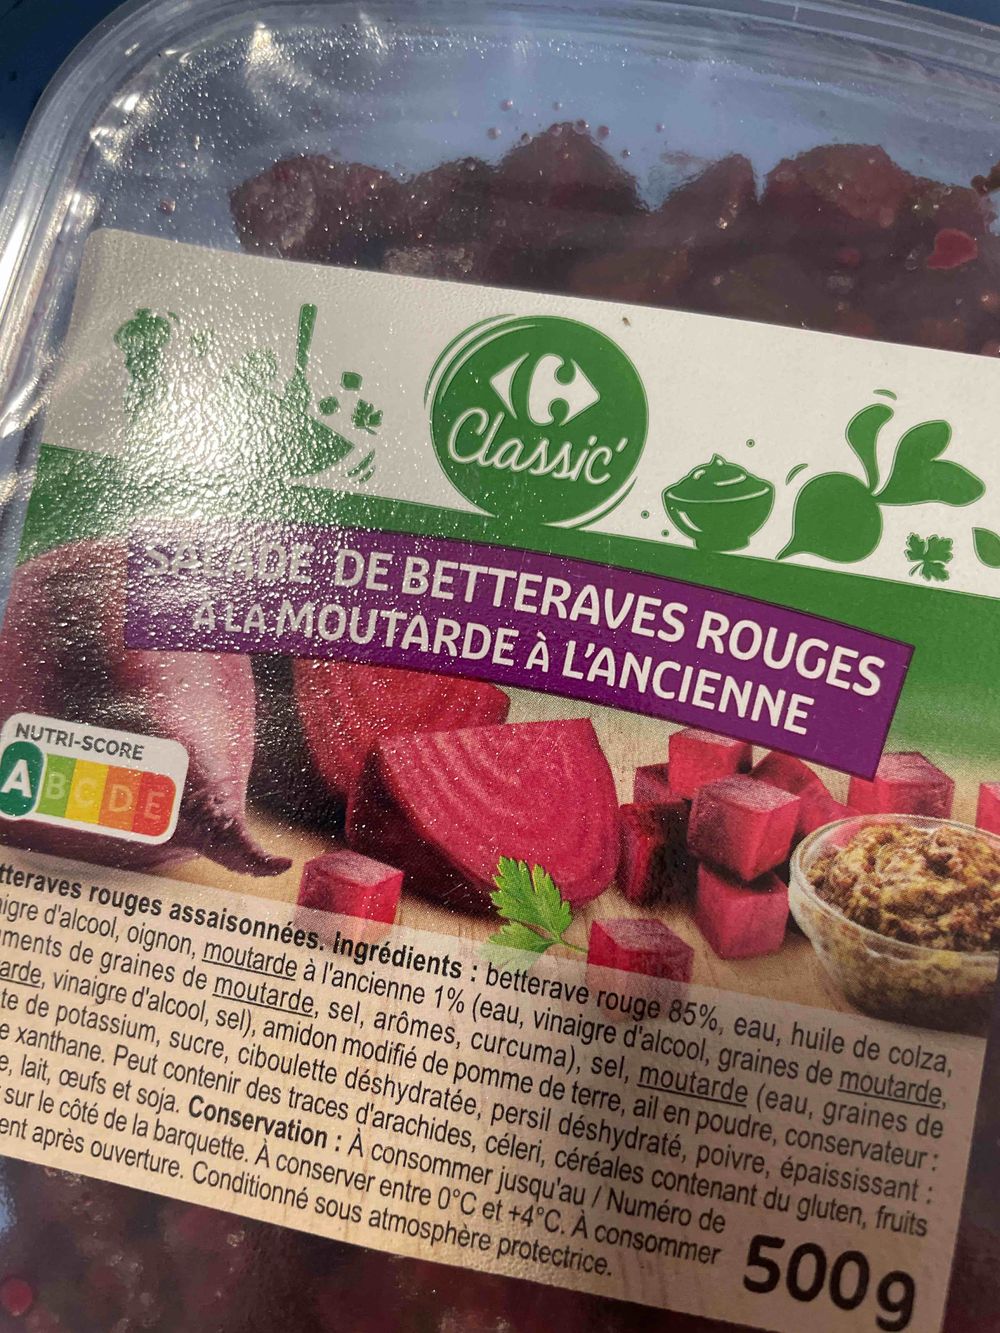 Classic'
SALADE DE BETTERAVES ROUGES
À LA MOUTARDE À L'ANCIENNE
NUTRI-SCORE
A B C D E
tteraves rouges assaisonnées. Ingrédients : betterave rouge 85%, eau, huile de colza,
aigre d'alcool, oignon, moutarde à l'ancienne 1% (eau, vinaigre d'alcool, graines de moutarde,
ments de graines de moutarde, sel, arômes, curcuma), sel, moutarde (eau, graines de
arde, vinaigre d'alcool, sel), amidon modifié de pomme de terre, ail en poudre, conservateur :
te de potassium, sucre, ciboulette déshydratée, persil déshydraté, poivre, épaississant :
e xanthane. Peut contenir des traces d'arachides, céleri, céréales contenant du gluten, fruits
e, lait, œufs et soja. Conservation : À consommer jusqu'au / Numéro de
sur le côté de la barquette. À conserver entre 0°C et +4°C. À consommer
ent après ouverture. Conditionné sous atmosphère protectrice.
500g